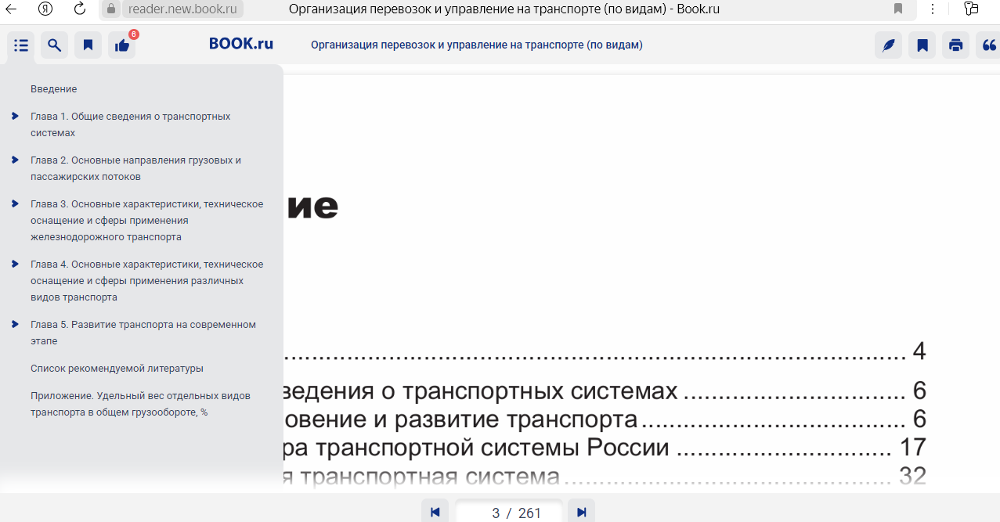 Я reader.new.book.ru Организация перевозок и управление на транспорте (по видам) - Book.ru
6
BOOK.ru Организация перевозок и управление на транспорте (по видам)
Введение
Глава 1. Общие сведения о транспортных
системах
Глава 2. Основные направления грузовых и
пассажирских потоков
Глава 3. Основные характеристики, техническое
оснащение и сферы применения
железнодорожного транспорта
Глава 4. Основные характеристики, техническое
оснащение и сферы применения различных
видов транспорта
Глава 5. Развитие транспорта на современном
этапе
Список рекомендуемой литературы
Приложение. Удельный вес отдельных видов
транспорта в общем грузообороте, %
ие
4
ведения о транспортных системах 6
овение и развитие транспорта 6
ра транспортной системы России 17
я транспортная система 32
3 / 261